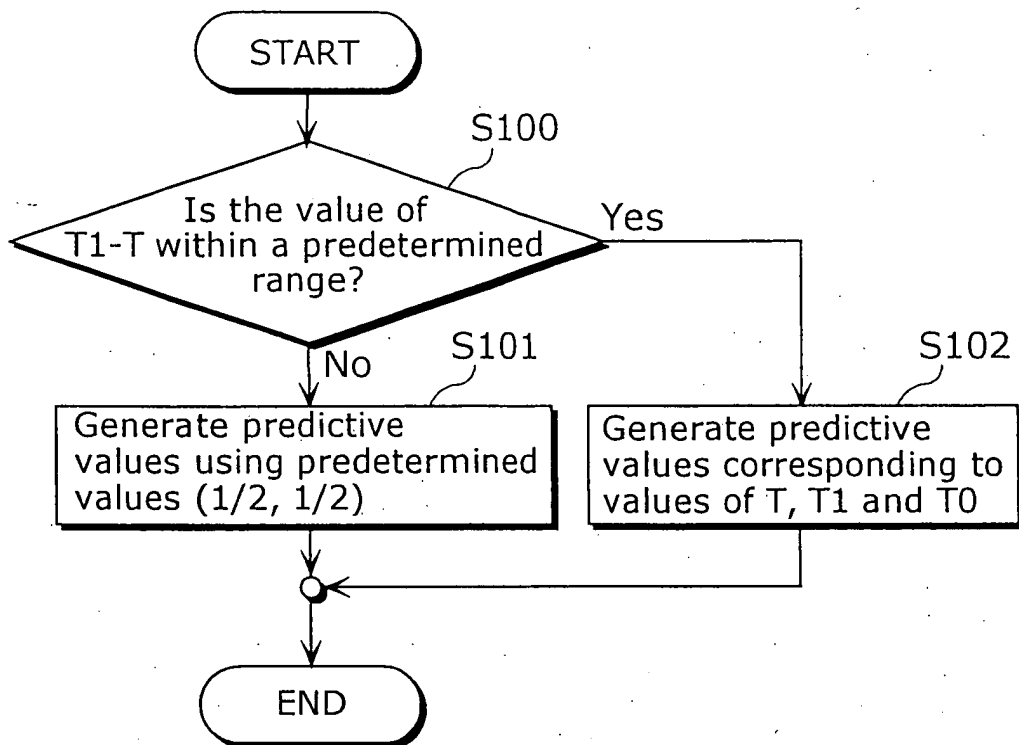 START
S100
Is the value of
T1-T within a predetermined
range?
Yes
No
S101
Generate predictive
values using predetermined
values (1/2, 1/2)
S102
Generate predictive
values corresponding to
values of T, T1 and T0
END